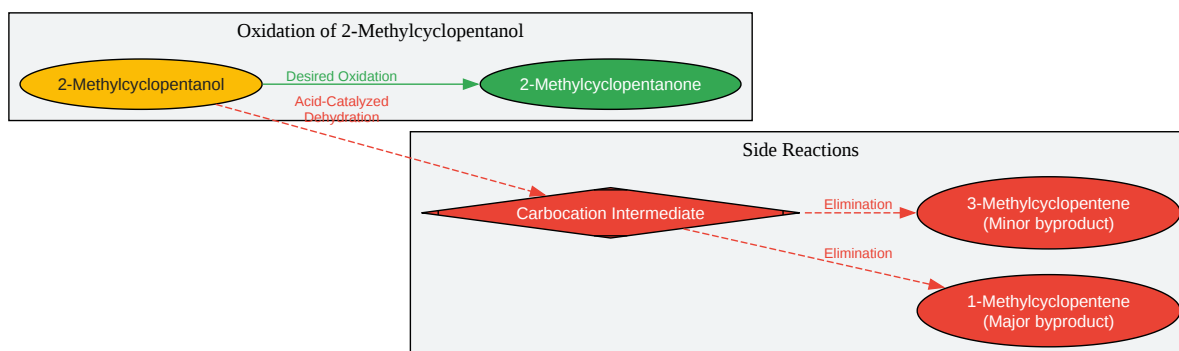 Oxidation of 2-Methylcyclopentanol
2-Methylcyclopentanol
Desired Oxidation
2-Methylcyclopentanone
Acid-Catalyzed
Dehydration
Side Reactions
Carbocation Intermediate
Elimination
3-Methylcyclopentene
(Minor byproduct)
Elimination
1-Methylcyclopentene
(Major byproduct)